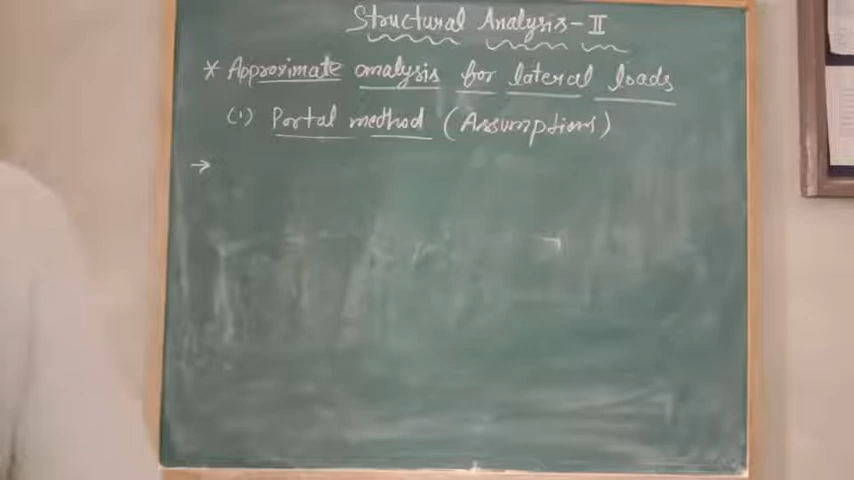 Structural Analysis-II
* Approximate analysis for lateral loads
(1) Portal method (Assumptions)
→